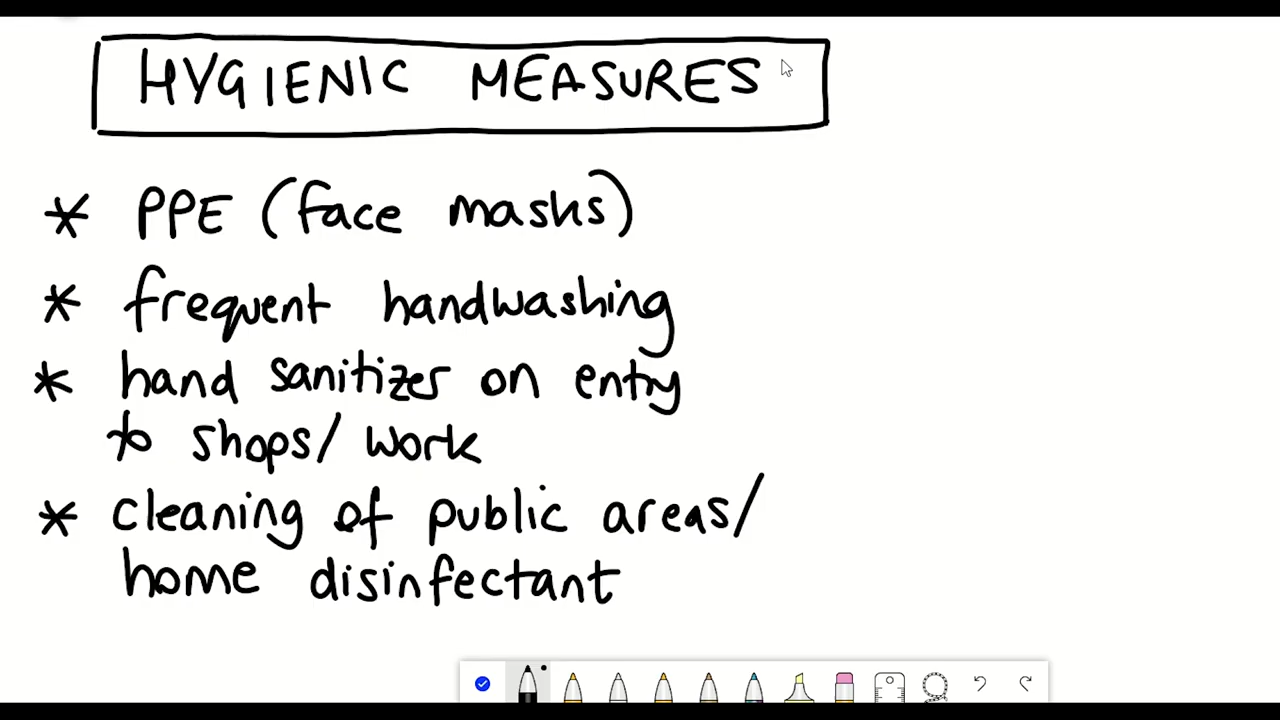 HYGIENIC MEASURES
* PPE (face masks)
* frequent handwashing
* hand sanitizer on entry
to shops/ work
* cleaning of public areas/
home disinfectant